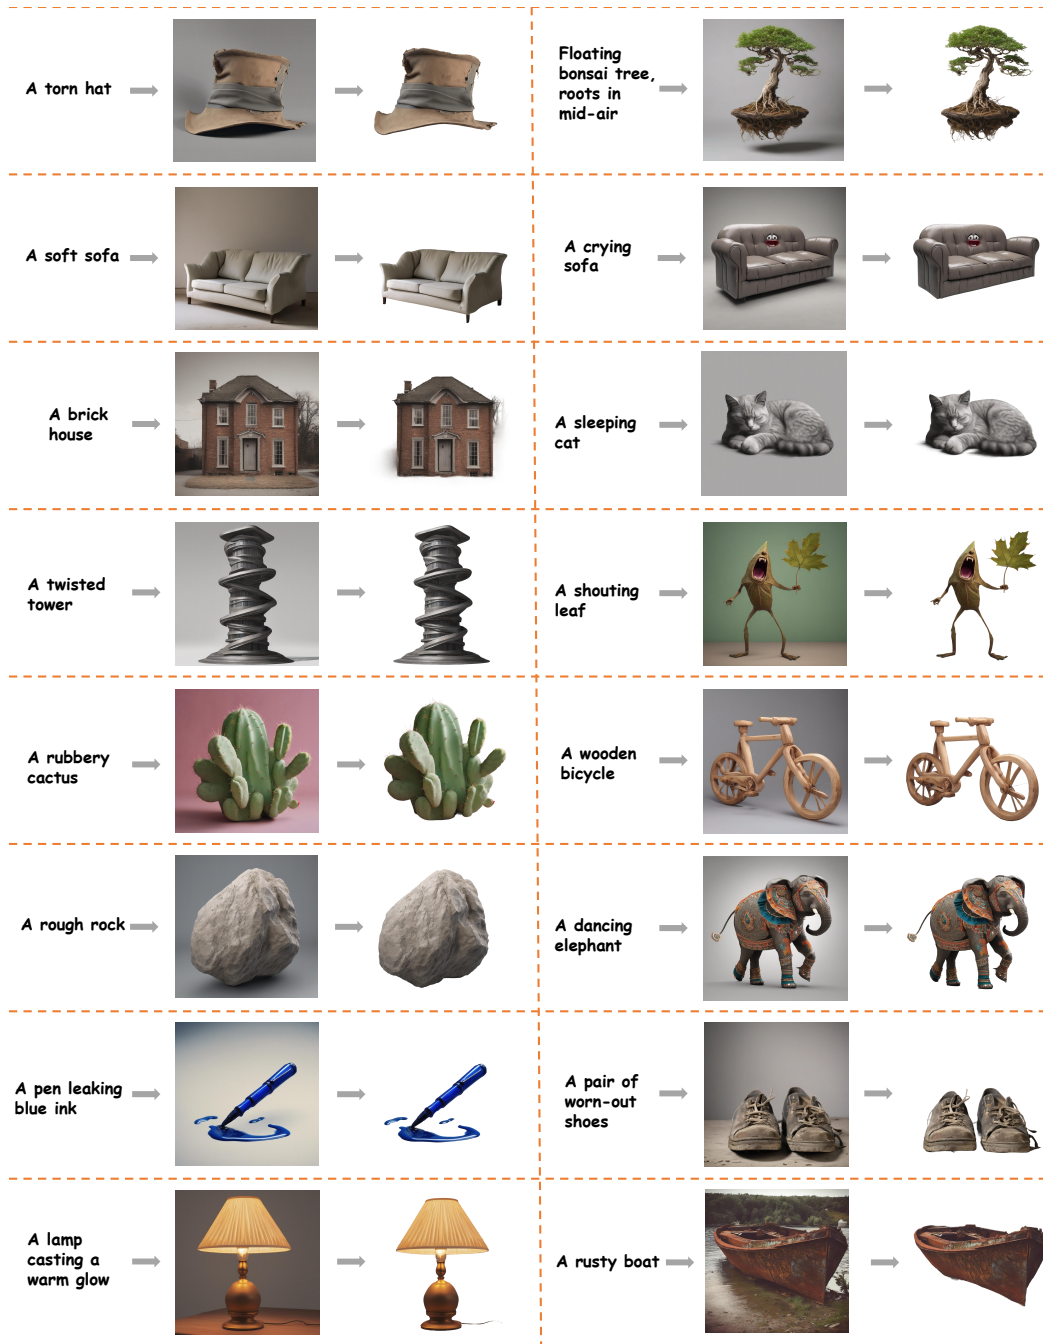 A torn hat
Floating
bonsai tree,
roots in
mid-air
A soft sofa
A crying
sofa
A brick
house
A sleeping
cat
A twisted
tower
A shouting
leaf
A rubbery
cactus
A wooden
bicycle
A rough rock
A dancing
elephant
A pen leaking
blue ink
A pair of
worn-out
shoes
A lamp
casting a
warm glow
A rusty boat